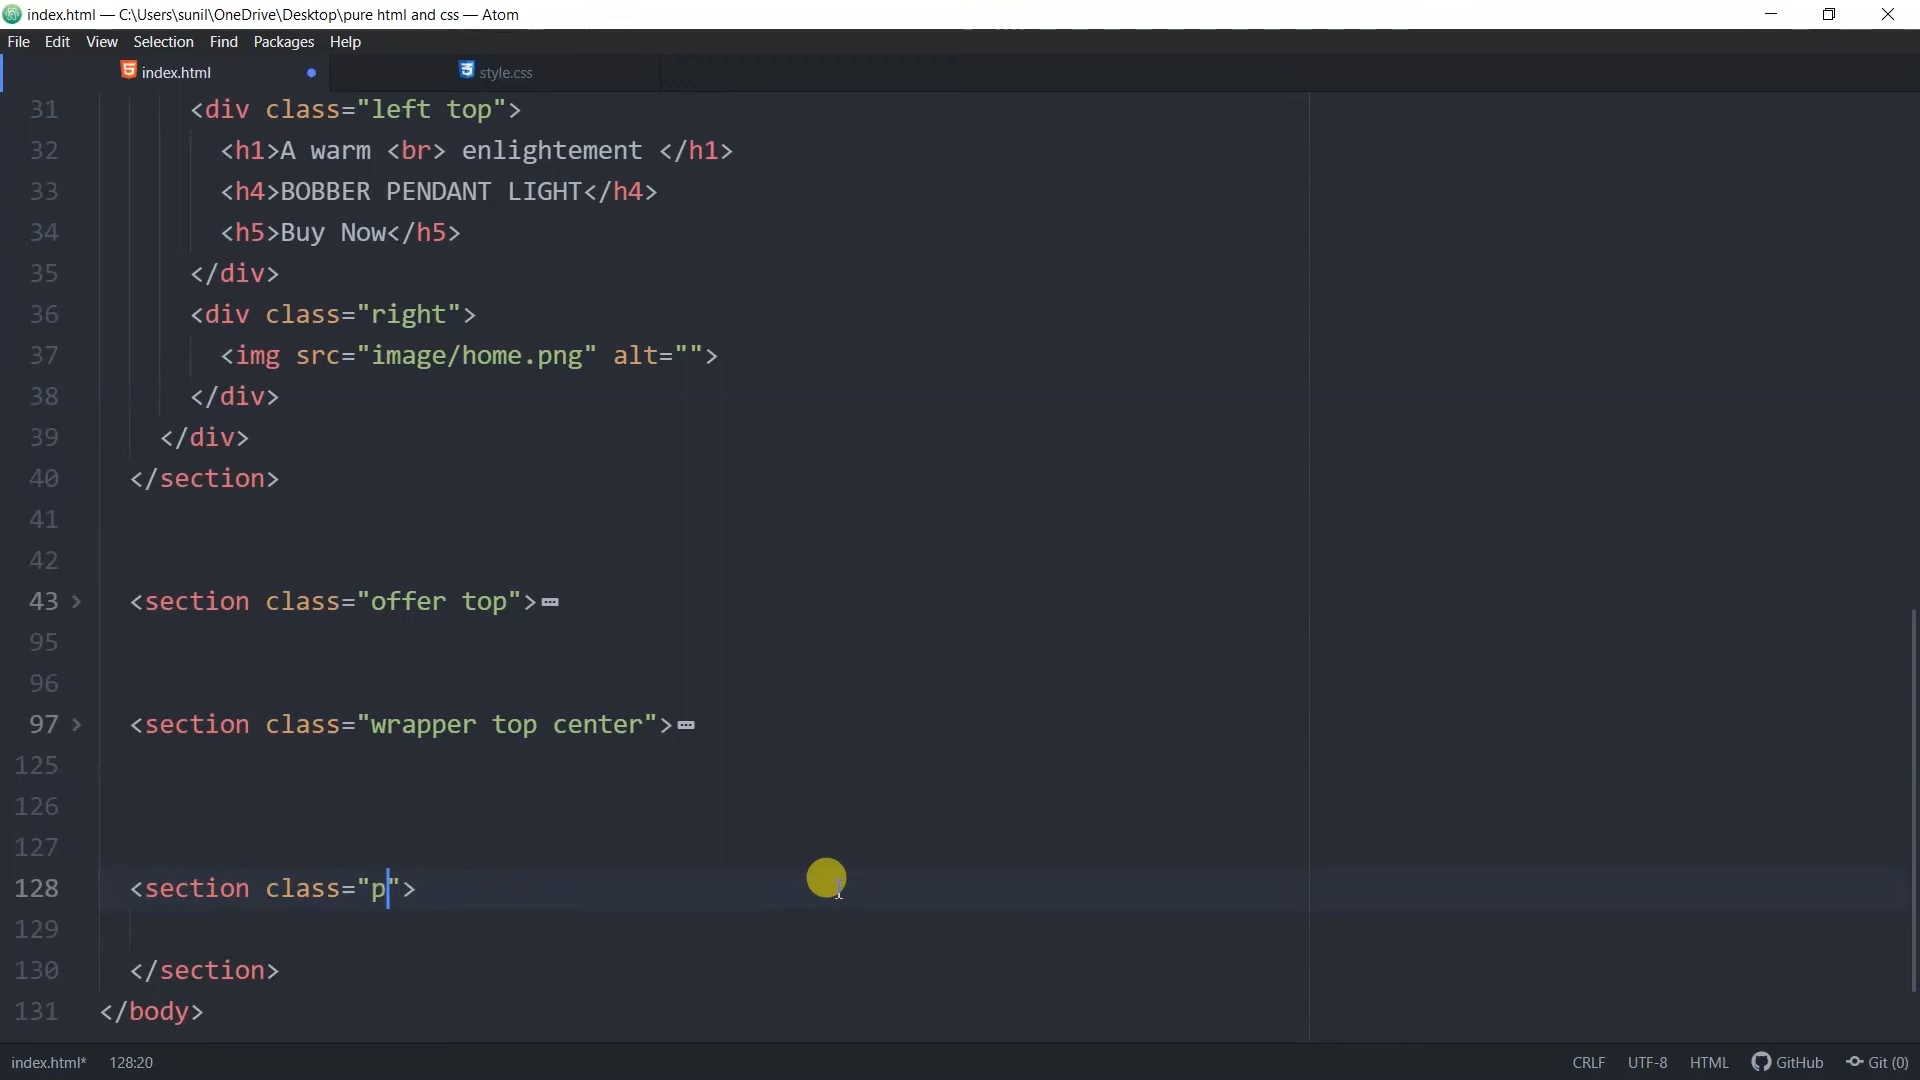 index.html — C:\Users\sunil\OneDrive\Desktop\pure html and css — Atom
File Edit View Selection Find Packages Help
index.html style.css
31 <div class="left top">
32 <h1>A warm <br> enlightement </h1>
33 <h4>BOBBER PENDANT LIGHT</h4>
34 <h5>Buy Now</h5>
35 </div>
36 <div class="right">
37 <img src="image/home.png" alt="">
38 </div>
39 </div>
40 </section>
41
42
43 <section class="offer top">
95
96
97 <section class="wrapper top center">
125
126
127
128 <section class="p">
129
130 </section>
131 </body>
index.html* 128:20 CRLF UTF-8 HTML GitHub Git (0)